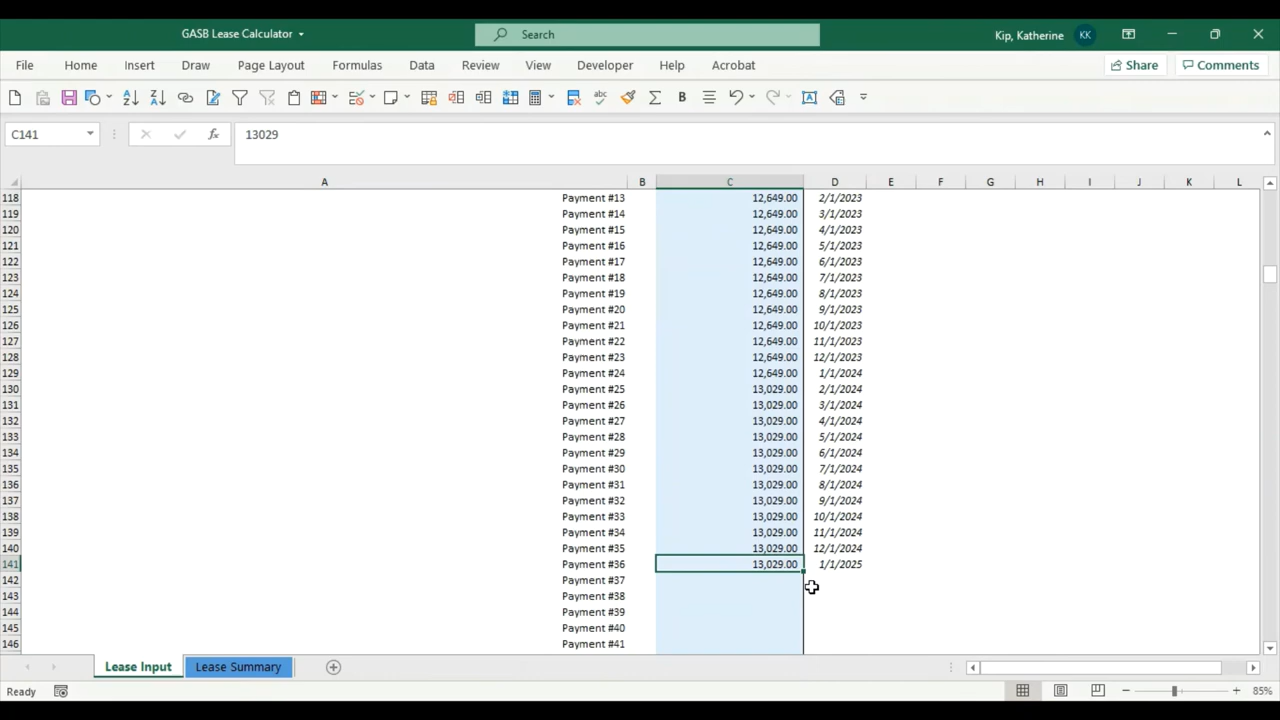 GASB Lease Calculator
Search
Kip, Katherine KK
File Home Insert Draw Page Layout Formulas Data Review View Developer Help Acrobat Share Comments
C141 fx 13029
A B C D E F G H I J K L
118 Payment #13 12,649.00 2/1/2023
119 Payment #14 12,649.00 3/1/2023
120 Payment #15 12,649.00 4/1/2023
121 Payment #16 12,649.00 5/1/2023
122 Payment #17 12,649.00 6/1/2023
123 Payment #18 12,649.00 7/1/2023
124 Payment #19 12,649.00 8/1/2023
125 Payment #20 12,649.00 9/1/2023
126 Payment #21 12,649.00 10/1/2023
127 Payment #22 12,649.00 11/1/2023
128 Payment #23 12,649.00 12/1/2023
129 Payment #24 12,649.00 1/1/2024
130 Payment #25 13,029.00 2/1/2024
131 Payment #26 13,029.00 3/1/2024
132 Payment #27 13,029.00 4/1/2024
133 Payment #28 13,029.00 5/1/2024
134 Payment #29 13,029.00 6/1/2024
135 Payment #30 13,029.00 7/1/2024
136 Payment #31 13,029.00 8/1/2024
137 Payment #32 13,029.00 9/1/2024
138 Payment #33 13,029.00 10/1/2024
139 Payment #34 13,029.00 11/1/2024
140 Payment #35 13,029.00 12/1/2024
141 Payment #36 13,029.00 1/1/2025
142 Payment #37
143 Payment #38
144 Payment #39
145 Payment #40
146 Payment #41
Lease Input Lease Summary
Ready 85%